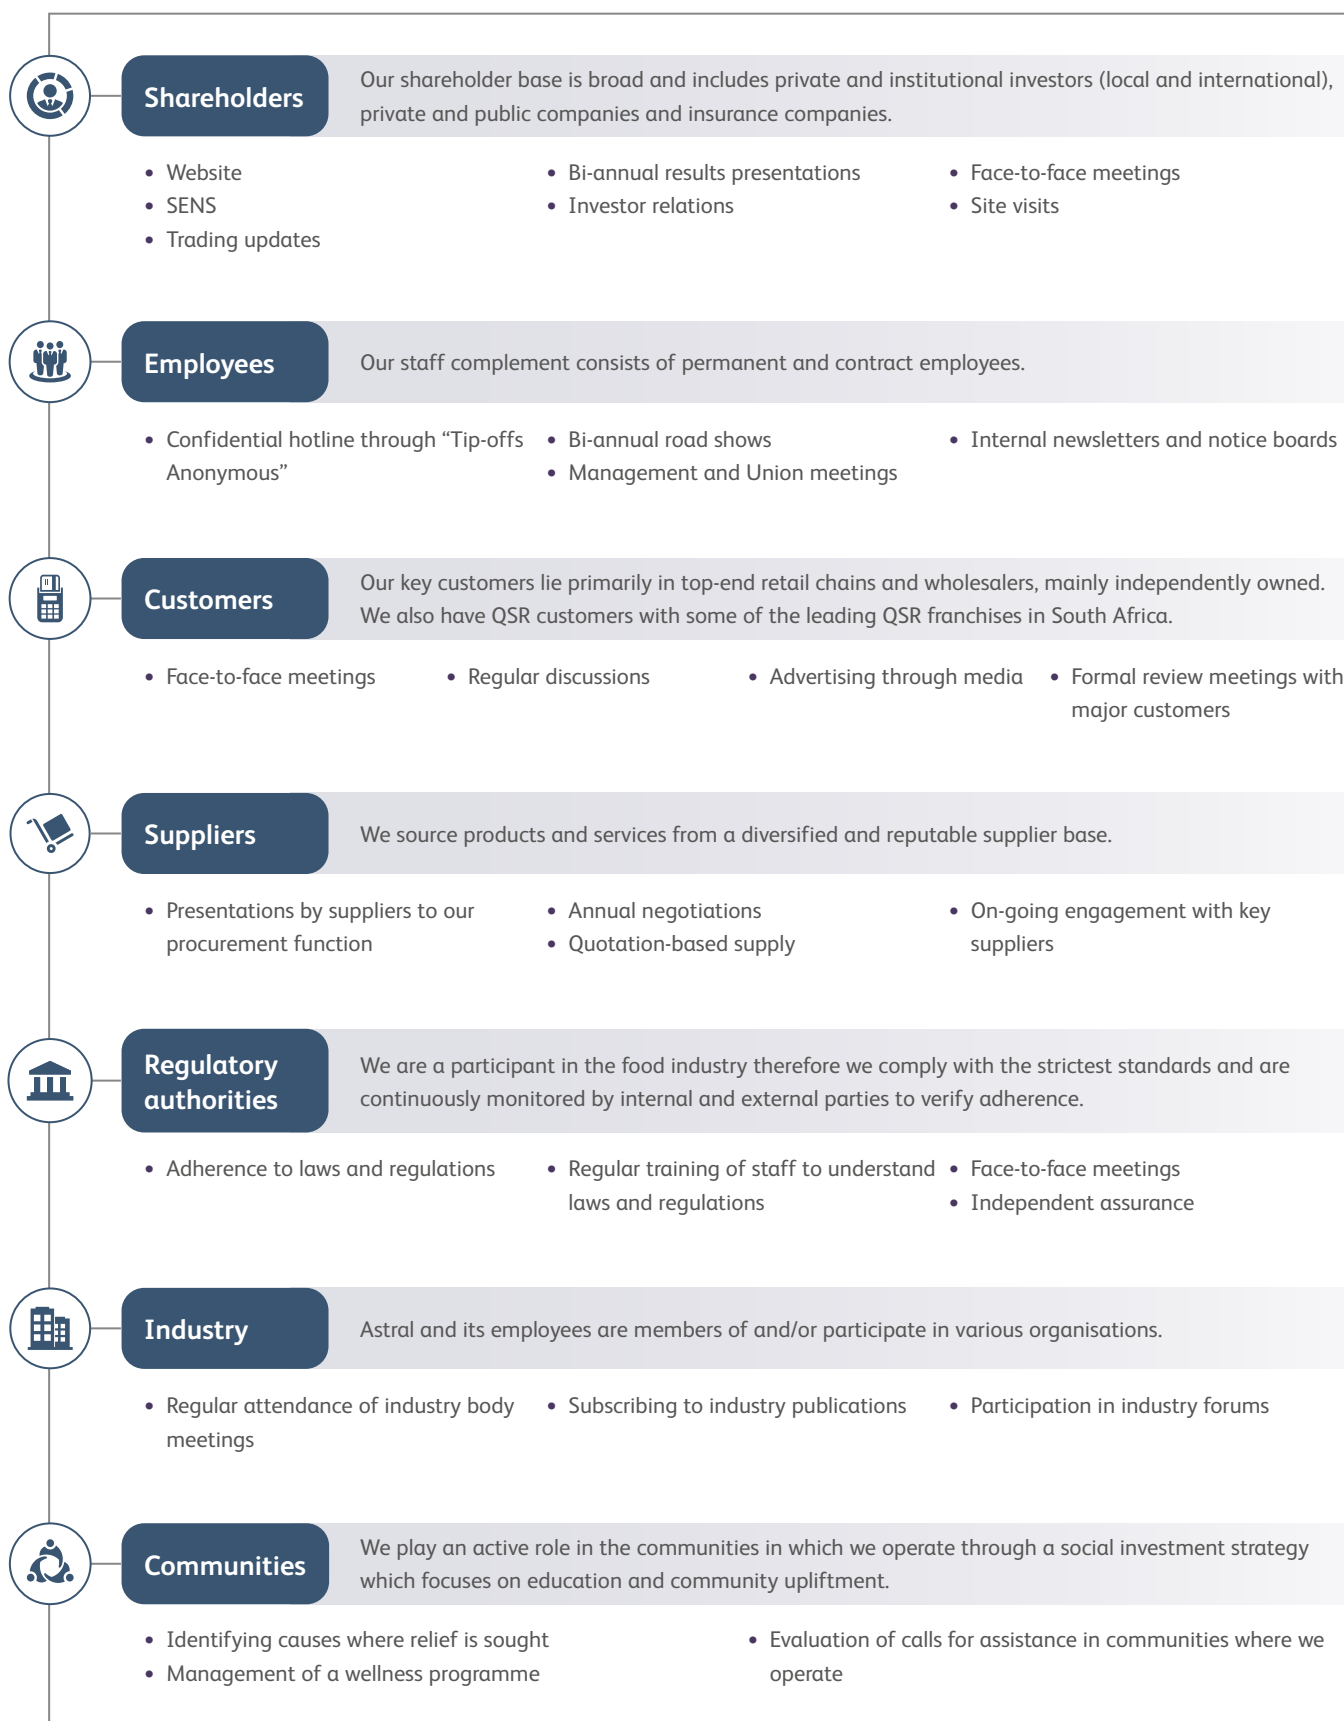 Shareholders
Our shareholder base is broad and includes private and institutional investors (local and international),
private and public companies and insurance companies.
• Website
• SENS
• Trading updates
• Bi-annual results presentations
• Investor relations
• Face-to-face meetings
• Site visits
Employees
Our staff complement consists of permanent and contract employees.
• Confidential hotline through “Tip-offs
Anonymous”
• Bi-annual road shows
• Management and Union meetings
• Internal newsletters and notice boards
Customers
Our key customers lie primarily in top-end retail chains and wholesalers, mainly independently owned.
We also have QSR customers with some of the leading QSR franchises in South Africa.
• Face-to-face meetings
• Regular discussions
• Advertising through media
• Formal review meetings with
major customers
Suppliers
We source products and services from a diversified and reputable supplier base.
• Presentations by suppliers to our
procurement function
• Annual negotiations
• Quotation-based supply
• On-going engagement with key
suppliers
Regulatory
authorities
We are a participant in the food industry therefore we comply with the strictest standards and are
continuously monitored by internal and external parties to verify adherence.
• Adherence to laws and regulations
• Regular training of staff to understand
laws and regulations
• Face-to-face meetings
• Independent assurance
Industry
Astral and its employees are members of and/or participate in various organisations.
• Regular attendance of industry body
meetings
• Subscribing to industry publications
• Participation in industry forums
Communities
We play an active role in the communities in which we operate through a social investment strategy
which focuses on education and community upliftment.
• Identifying causes where relief is sought
• Management of a wellness programme
• Evaluation of calls for assistance in communities where we
operate